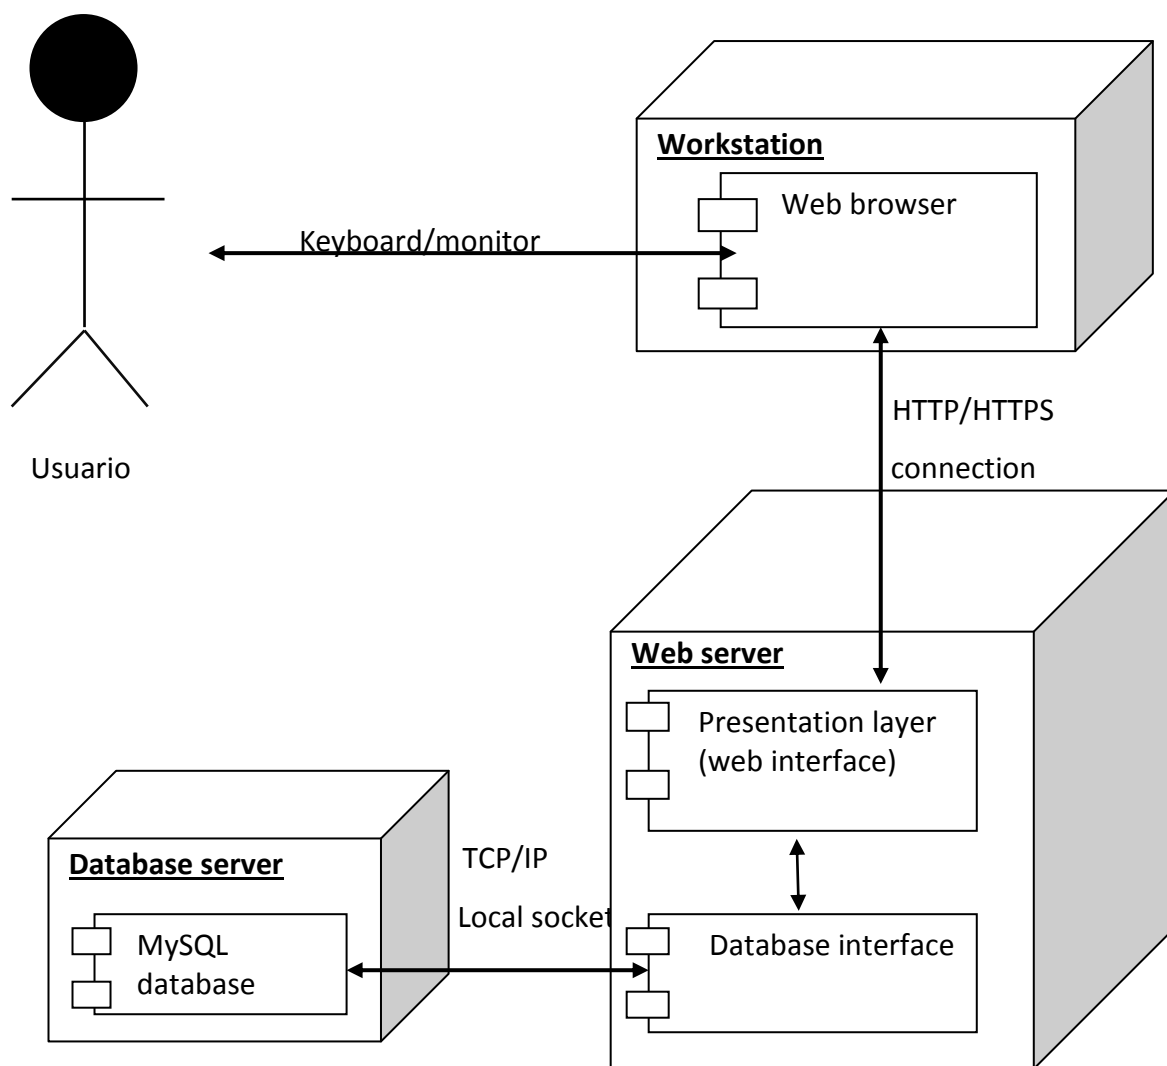 Workstation
Web browser
Keyboard/monitor
HTTP/HTTPS
connection
Usuario
Web server
Presentation layer
(web interface)
Database server
TCP/IP
Local socket
MySQL
database
Database interface